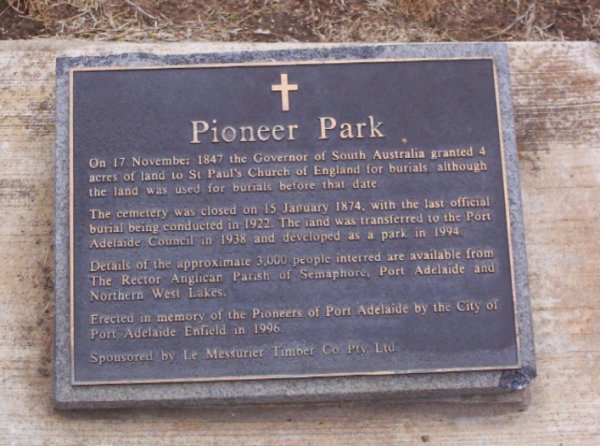 Pioneer Park
On 17 November 1847 the Governor of South Australia granted 4
acres of land to St Paul's Church of England for burials, although
the land was used for burials before that date.
The cemetery was closed on 15 January 1874, with the last official
burial being conducted in 1922. The land was transferred to the Port
Adelaide Council in 1938 and developed as a park in 1994.
Details of the approximate 3,000 people interred are available from
The Rector Anglican Parish of Semaphore, Port Adelaide and
Northern West Lakes.
Erected in memory of the Pioneers of Port Adelaide by the City of
Port Adelaide Enfield in 1996.
Sponsored by Le Messurier Timber Co Pty Ltd.